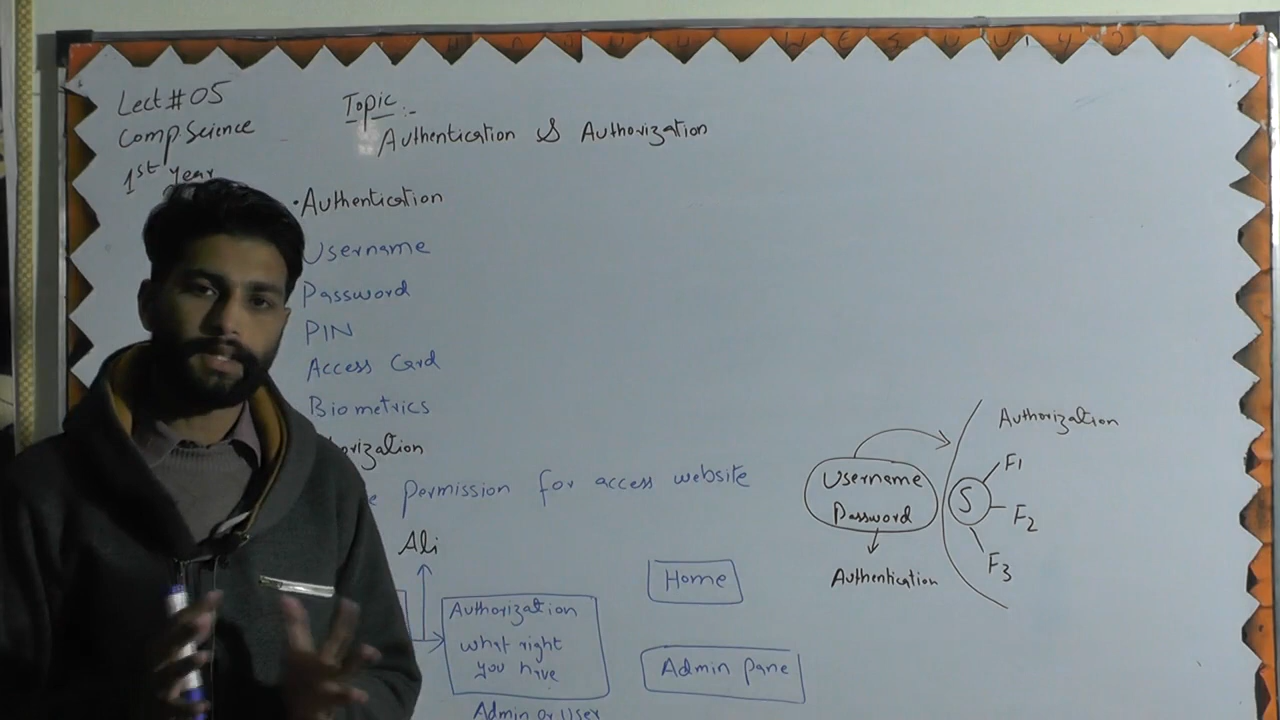 Lect # 05
Comp Science
1st Year
Topic :-
Authentication & Authorization
• Authentication
Username
Password
PIN
Access Card
Biometrics
orization
e Permission for access website
Ali
Authorization
what right
you have
Admin or User
Home
Admin pane
Username
Password
Authentication
Authorization
S
F1
F2
F3